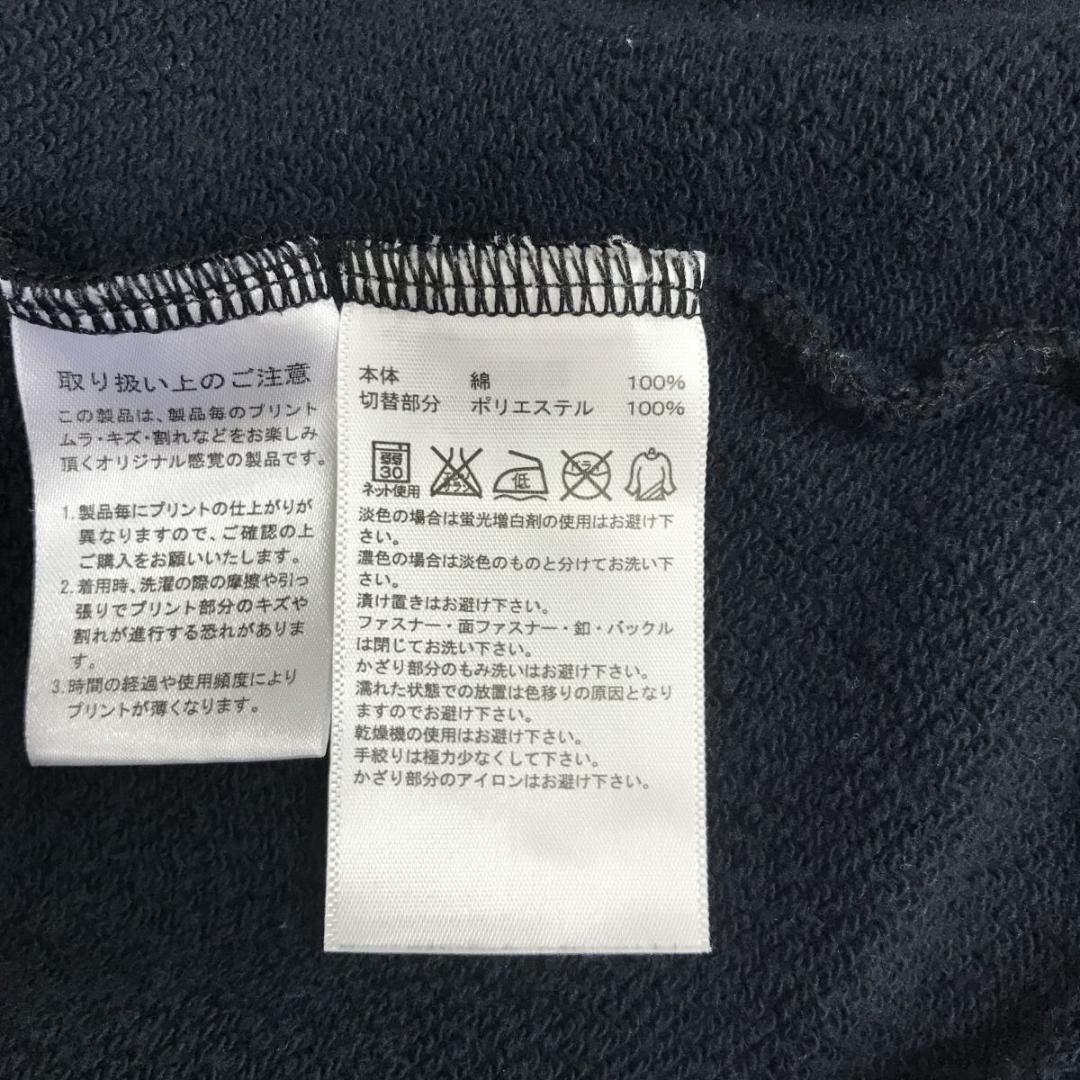 取り扱い上のご注意
この製品は、製品毎のプリント
ムラ・キズ・割れなどをお楽しみ
頂くオリジナル感覚の製品です。
1.製品毎にプリントの仕上がりが
異なりますので、ご確認の上
ご購入をお願いいたします。
2.着用時、洗濯の際の摩擦や引っ
張りでプリント部分のキズや
割れが進行する恐れがありま
す。
3.時間の経過や使用頻度により
プリントが薄くなります。
本体 綿 100%
切替部分 ポリエステル 100%
弱
30
ネット使用
エンソ
サラシ
低
ドライ
淡色の場合は蛍光増白剤の使用はお避け下
さい。
濃色の場合は淡色のものと分けてお洗い下
さい。
漬け置きはお避け下さい。
ファスナー・面ファスナー・釦・バックル
は閉じてお洗い下さい。
かざり部分のもみ洗いはお避け下さい。
濡れた状態での放置は色移りの原因となり
ますのでお避け下さい。
乾燥機の使用はお避け下さい。
手絞りは極力少なくして下さい。
かざり部分のアイロンはお避け下さい。